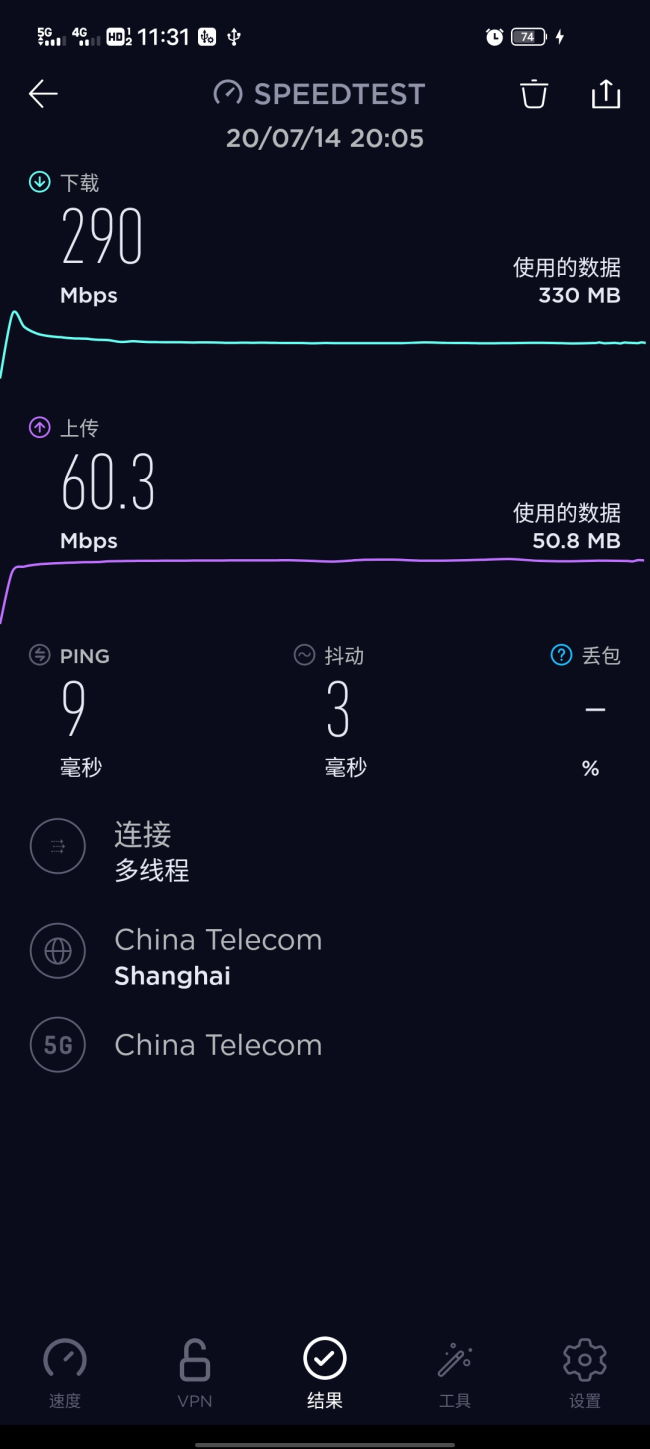 5G 4G HD 1 2 11:31 74
SPEEDTEST
20/07/14 20:05
下载
290
Mbps
使用的数据
330 MB
上传
60.3
Mbps
使用的数据
50.8 MB
PING 抖动 ? 丢包
9 3 –
毫秒 毫秒 %
连接
多线程
China Telecom
Shanghai
5G China Telecom
速度 VPN 结果 工具 设置